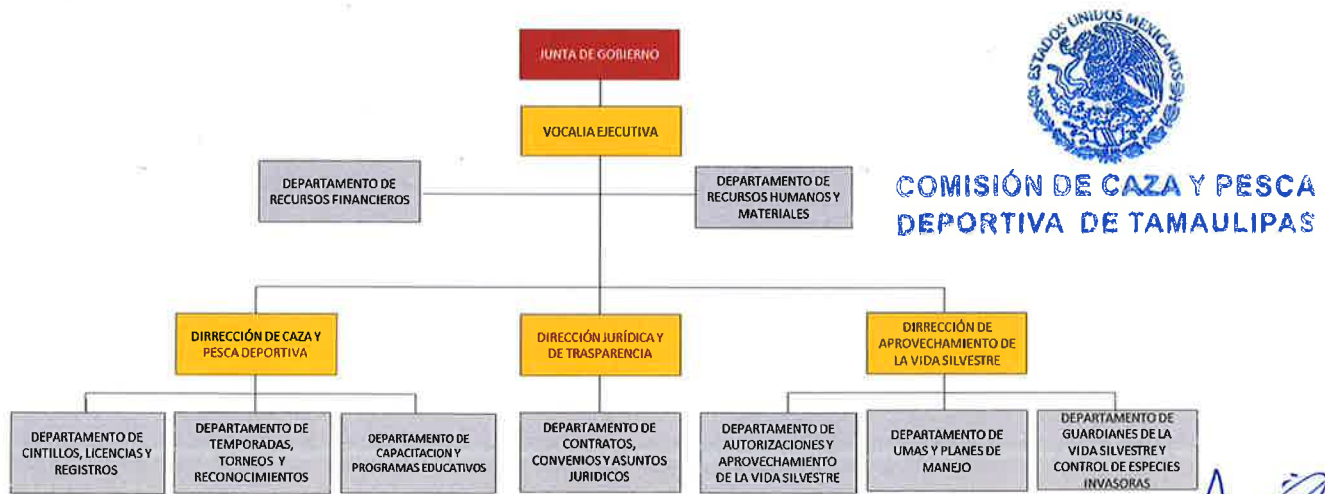 JUNTA DE GOBIERNO
ESTADOS UNIDOS MEXICANOS
VOCALIA EJECUTIVA
DEPARTAMENTO DE
RECURSOS FINANCIEROS
DEPARTAMENTO DE
RECURSOS HUMANOS Y
MATERIALES
COMISIÓN DE CAZA Y PESCA
DEPORTIVA DE TAMAULIPAS
DIRRECCIÓN DE CAZA Y
PESCA DEPORTIVA
DIRECCIÓN JURÍDICA Y
DE TRASPARENCIA
DIRRECCIÓN DE
APROVECHAMIENTO DE
LA VIDA SILVESTRE
DEPARTAMENTO DE
CINTILLOS, LICENCIAS Y
REGISTROS
DEPARTAMENTO DE
TEMPORADAS,
TORNEOS Y
RECONOCIMIENTOS
DEPARTAMENTO DE
CAPACITACION Y
PROGRAMAS EDUCATIVOS
DEPARTAMENTO DE
CONTRATOS,
CONVENIOS Y ASUNTOS
JURIDICOS
DEPARTAMENTO DE
AUTORIZACIONES Y
APROVECHAMIENTO
DE LA VIDA SILVESTRE
DEPARTAMENTO DE
UMAS Y PLANES DE
MANEJO
DEPARTAMENTO DE
GUARDIANES DE LA
VIDA SILVESTRE Y
CONTROL DE ESPECIES
INVASORAS